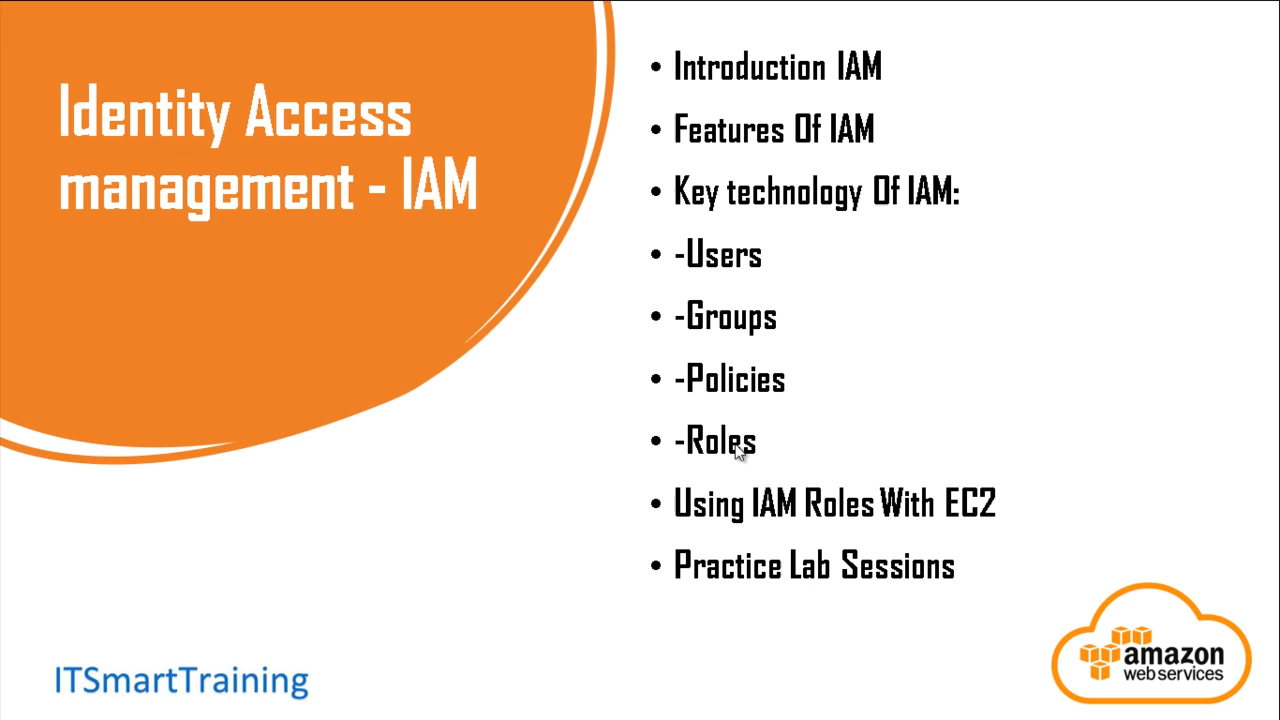 Identity Access
management - IAM
• Introduction IAM
• Features Of IAM
• Key technology Of IAM:
• -Users
• -Groups
• -Policies
• -Roles
• Using IAM Roles With EC2
• Practice Lab Sessions
ITSmartTraining
amazon
web services